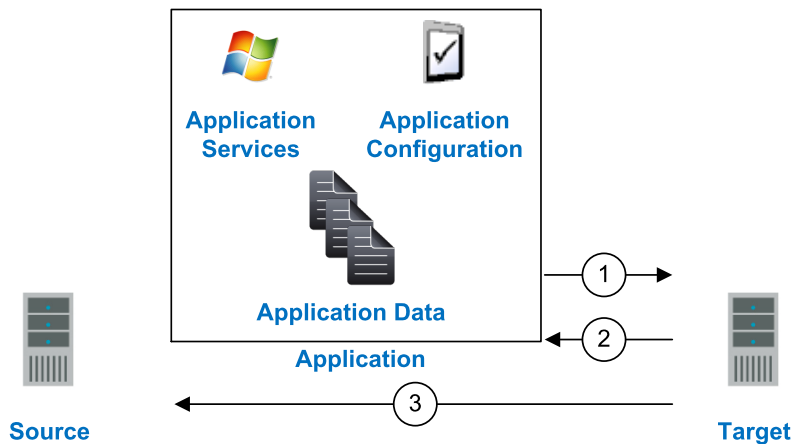 Application
Services
Application
Configuration
Application Data
1
2
Application
3
Source
Target